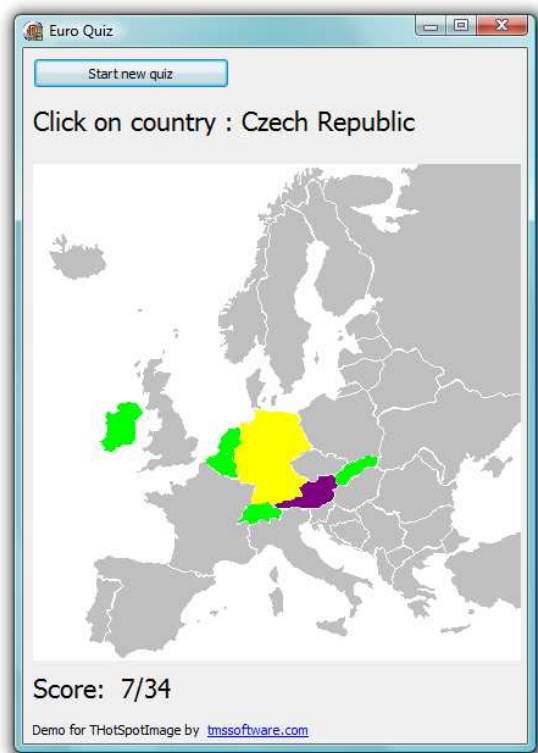 Euro Quiz
Start new quiz
Click on country : Czech Republic
Score: 7/34
Demo for THotSpotImage by tmssoftware.com